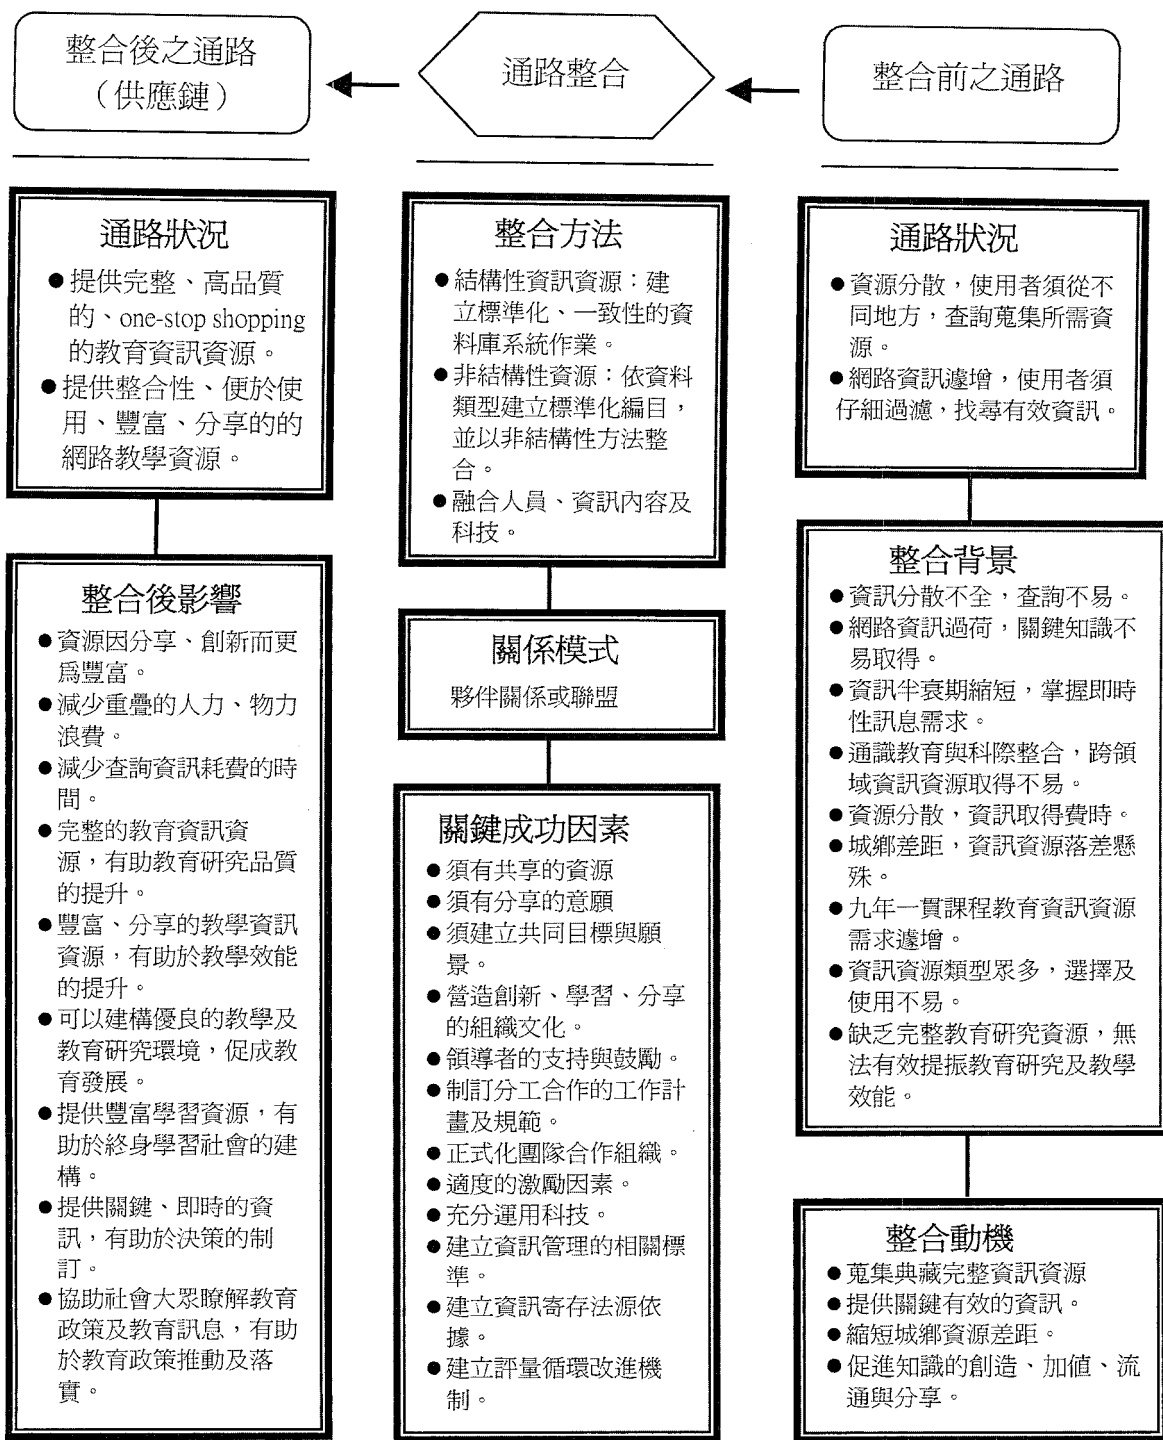 整合後之通路
（供應鏈）
通路整合
整合前之通路
通路狀況
●提供完整、高品質
的、one-stop shopping
的教育資訊資源。
●提供整合性、便於使
用、豐富、分享的的
網路教學資源。
整合後影響
●資源因分享、創新而更
為豐富。
●減少重疊的人力、物力
浪費。
●減少查詢資訊耗費的時
間。
●完整的教育資訊資
源，有助教育研究品質
的提升。
●豐富、分享的教學資訊
資源，有助於教學效能
的提升。
●可以建構優良的教學及
教育研究環境，促成教
育發展。
●提供豐富學習資源，有
助於終身學習社會的建
構。
●提供關鍵、即時的資
訊，有助於決策的制
訂。
●協助社會大眾瞭解教育
政策及教育訊息，有助
於教育政策推動及落
實。
整合方法
●結構性資訊資源：建
立標準化、一致性的資
料庫系統作業。
●非結構性資源：依資料
類型建立標準化編目，
並以非結構性方法整
合。
●融合人員、資訊內容及
科技。
關係模式
夥伴關係或聯盟
關鍵成功因素
●須有共享的資源
●須有分享的意願
●須建立共同目標與願
景。
●營造創新、學習、分享
的組織文化。
●領導者的支持與鼓勵。
●制訂分工合作的工作計
畫及規範。
●正式化團隊合作組織。
●適度的激勵因素。
●充分運用科技。
●建立資訊管理的相關標
準。
●建立資訊寄存法源依
據。
●建立評量循環改進機
制。
通路狀況
●資源分散，使用者須從不
同地方，查詢蒐集所需資
源。
●網路資訊遽增，使用者須
仔細過濾，找尋有效資訊。
整合背景
●資訊分散不全，查詢不易。
●網路資訊過荷，關鍵知識不
易取得。
●資訊半衰期縮短，掌握即時
性訊息需求。
●通識教育與科際整合，跨領
域資訊資源取得不易。
●資源分散，資訊取得費時。
●城鄉差距，資訊資源落差懸
殊。
●九年一貫課程教育資訊資源
需求遽增。
●資訊資源類型眾多，選擇及
使用不易。
●缺乏完整教育研究資源，無
法有效提振教育研究及教學
效能。
整合動機
●蒐集典藏完整資訊資源
●提供關鍵有效的資訊。
●縮短城鄉資源差距。
●促進知識的創造、加值、流
通與分享。